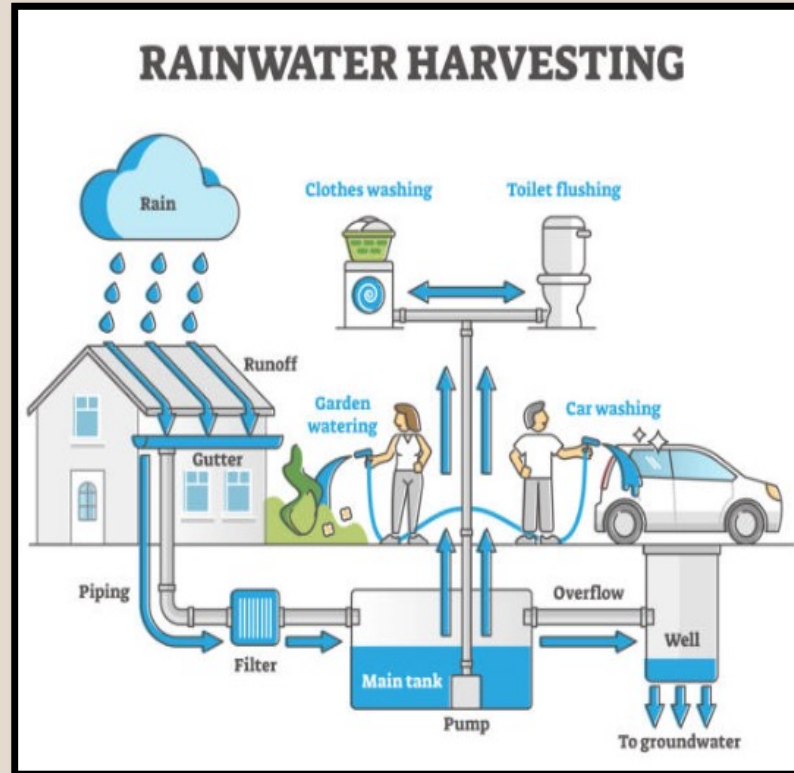 RAINWATER HARVESTING
Rain
Clothes washing
Toilet flushing
Runoff
Gutter
Garden
watering
Car washing
Piping
Filter
Main tank
Pump
Overflow
Well
To groundwater